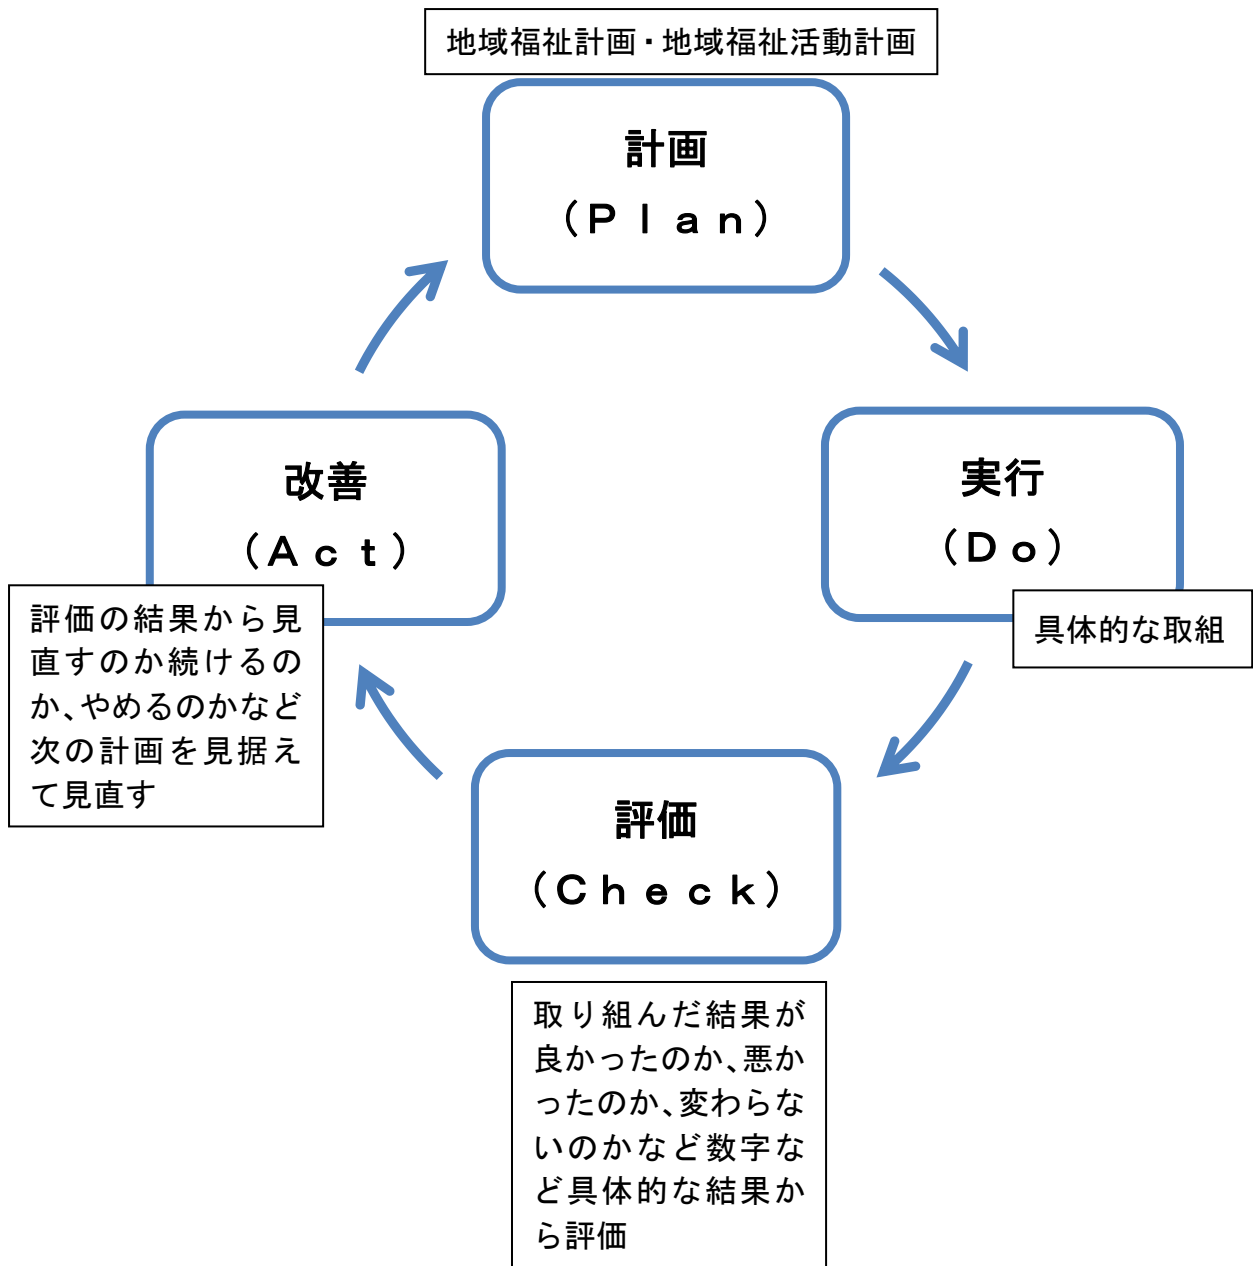 地域福祉計画・地域福祉活動計画
計画
（Plan）
実行
（Do）
具体的な取組
評価
（Check）
取り組んだ結果が
良かったのか、悪か
ったのか、変わらな
いのかなど数字な
ど具体的な結果か
ら評価
改善
（Act）
評価の結果から見
直すのか続けるの
か、やめるのかなど
次の計画を見据え
て見直す